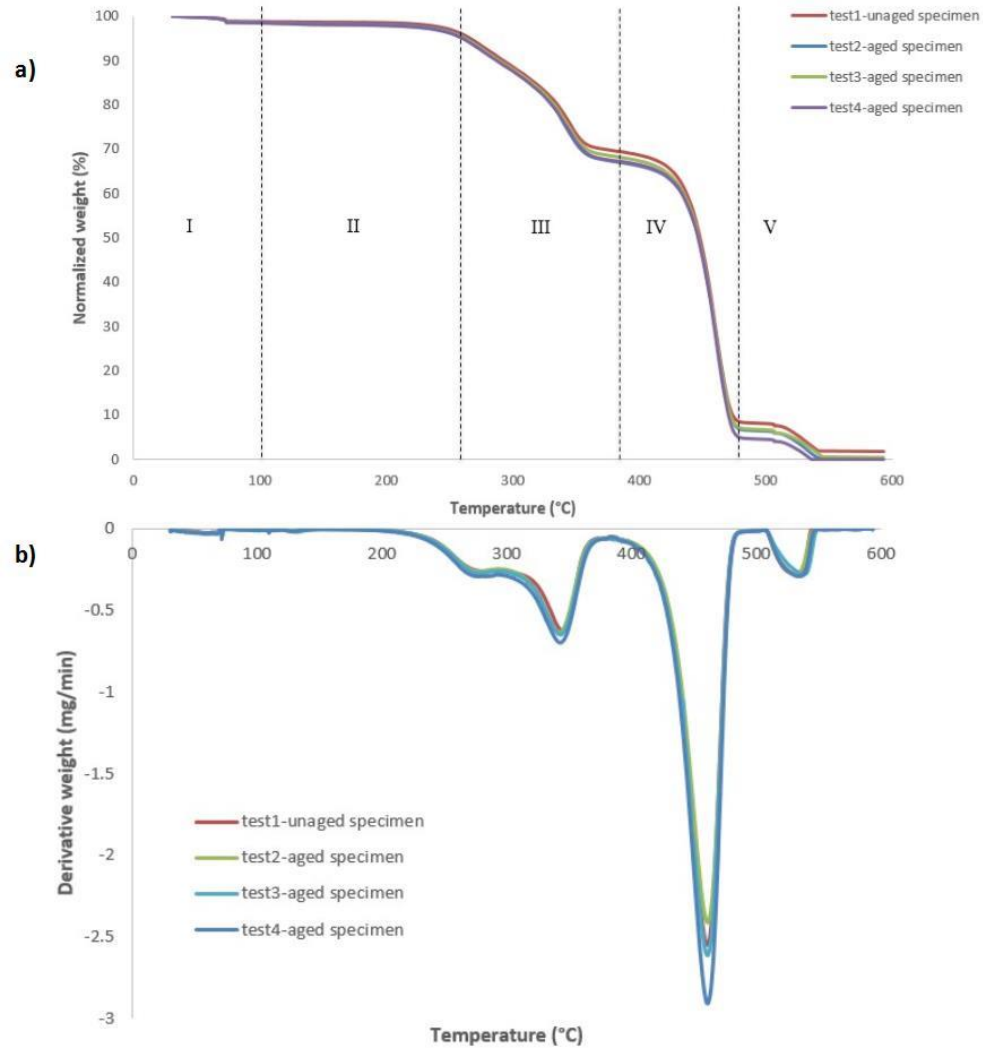 a)
100
90
80
70
60
50
40
30
20
10
0
Normalized weight (%)
test1-unaged specimen
test2-aged specimen
test3-aged specimen
test4-aged specimen
I
II
III
IV
V
0
100
200
300
400
500
600
Temperature (°C)
b)
0
-0.5
-1
-1.5
-2
-2.5
-3
Derivative weight (mg/min)
0
100
200
300
400
500
600
test1-unaged specimen
test2-aged specimen
test3-aged specimen
test4-aged specimen
Temperature (°C)